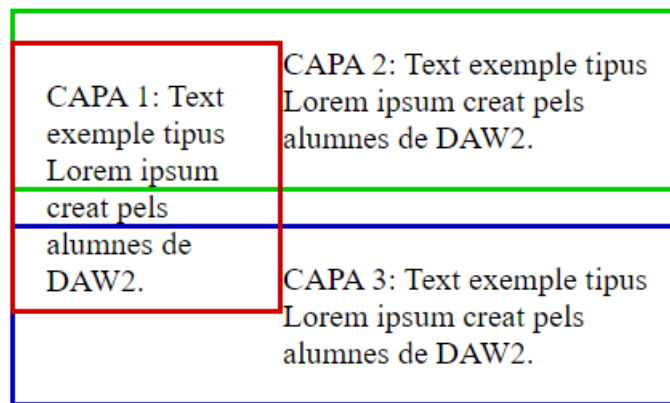 CAPA 1: Text
exemple tipus
Lorem ipsum
creat pels
alumnes de
DAW2.
CAPA 2: Text exemple tipus
Lorem ipsum creat pels
alumnes de DAW2.
CAPA 3: Text exemple tipus
Lorem ipsum creat pels
alumnes de DAW2.